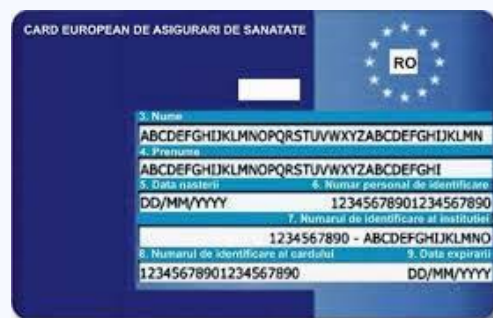 CARD EUROPEAN DE ASIGURARI DE SANATATE
RO
3. Nume
ABCDEFGHIJKLMNOPQRSTUVWXYZABCDEFGHIJKLMN
4. Prenume
ABCDEFGHIJKLMNOPQRSTUVWXYZABCDEFGHI
5. Data nasterii 6. Numar personal de identificare
DD/MM/YYYY 12345678901234567890
7. Numarul de identificare al institutiei
1234567890 - ABCDEFGHIJKLMNO
8. Numarul de identificare al cardului 9. Data expirarii
12345678901234567890 DD/MM/YYYY